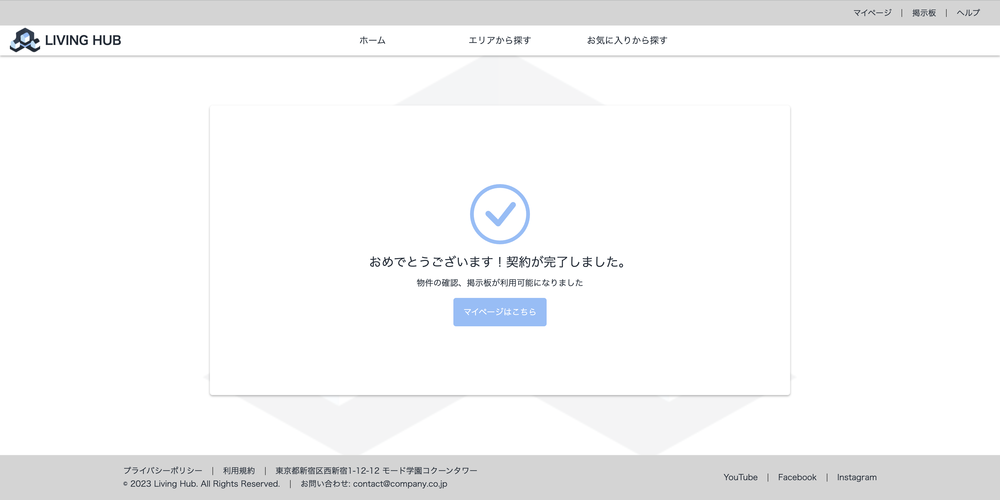 マイページ | 掲示板 | ヘルプ
LIVING HUB ホーム エリアから探す お気に入りから探す
おめでとうございます！契約が完了しました。
物件の確認、掲示板が利用可能になりました
マイページはこちら
プライバシーポリシー | 利用規約 | 東京都新宿区西新宿1-12-12 モード学園コクーンタワー
© 2023 Living Hub. All Rights Reserved. | お問い合わせ: contact@company.co.jp
YouTube | Facebook | Instagram